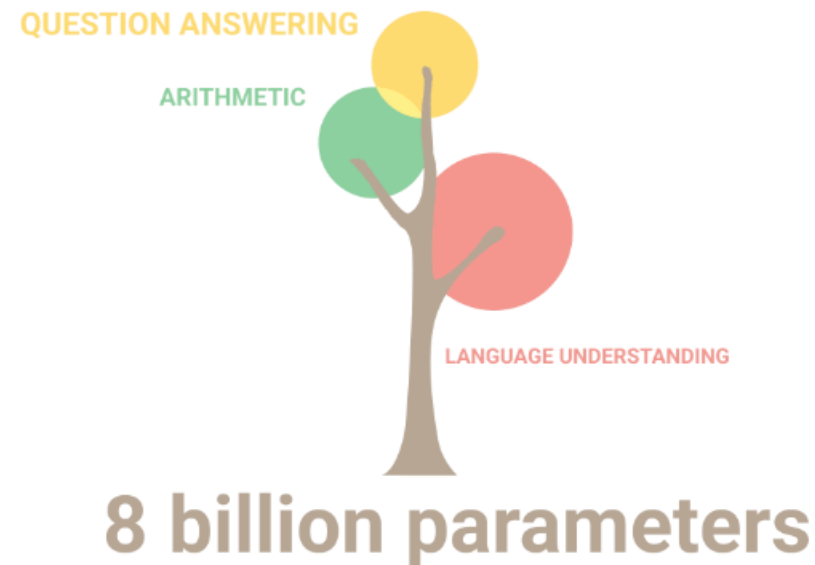 QUESTION ANSWERING
ARITHMETIC
LANGUAGE UNDERSTANDING
8 billion parameters